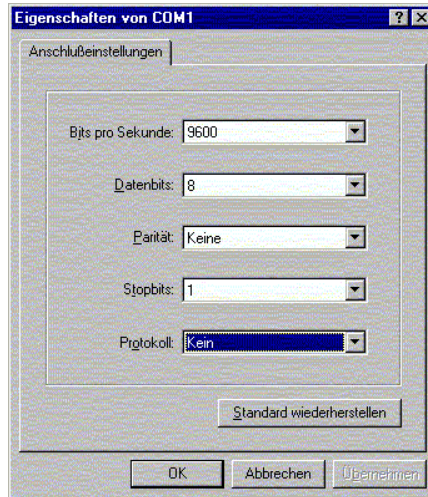 Eigenschaften von COM1
Anschlußeinstellungen
Bits pro Sekunde: 9600
Datenbits: 8
Parität: Keine
Stopbits: 1
Protokoll: Kein
Standard wiederherstellen
OK Abbrechen Übernehmen